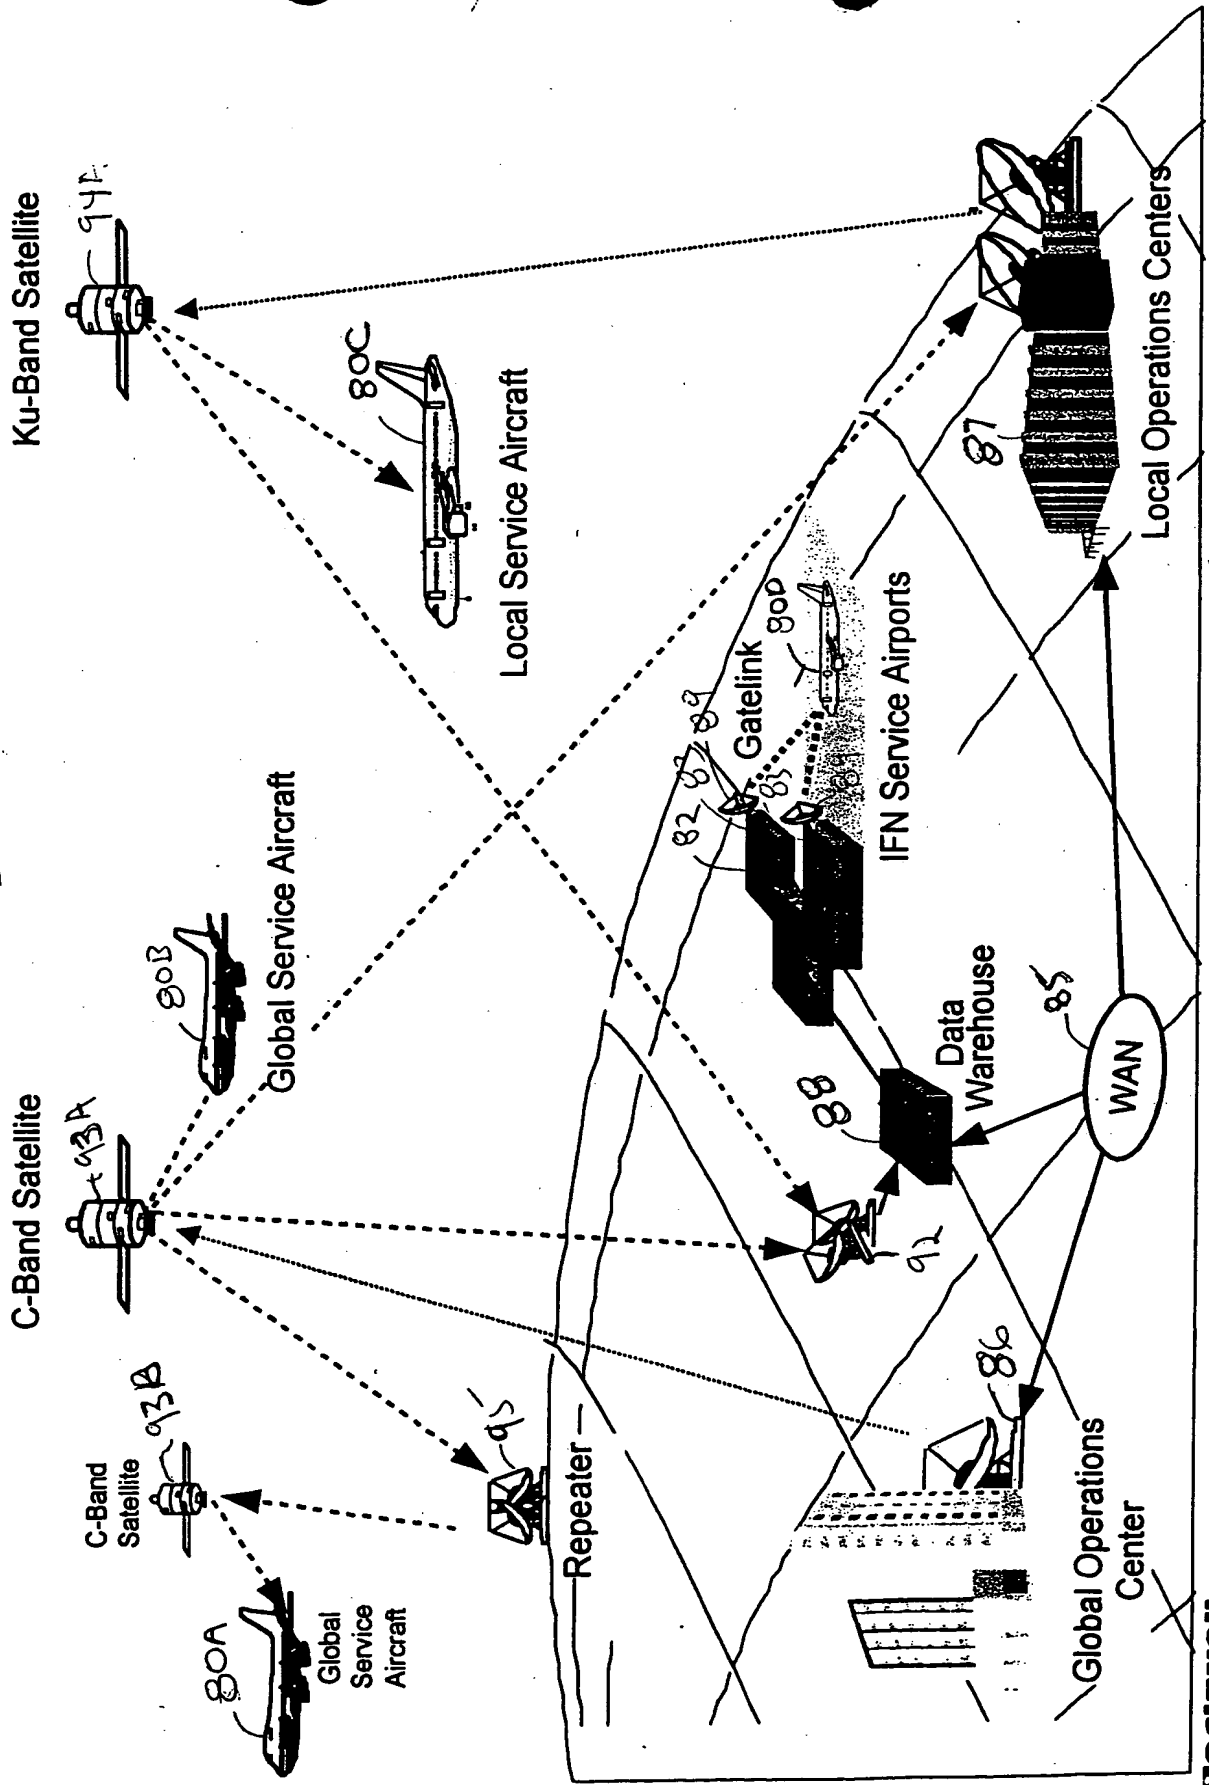 C-Band
Satellite
93B
C-Band Satellite
93A
Ku-Band Satellite
94A
80A
Global
Service
Aircraft
80B
Global Service Aircraft
80C
Local Service Aircraft
95
Repeater
82
83
89
Gatelink
80D
IFN Service Airports
92
88
Data
Warehouse
86
Global Operations
Center
85
WAN
87
Local Operations Centers